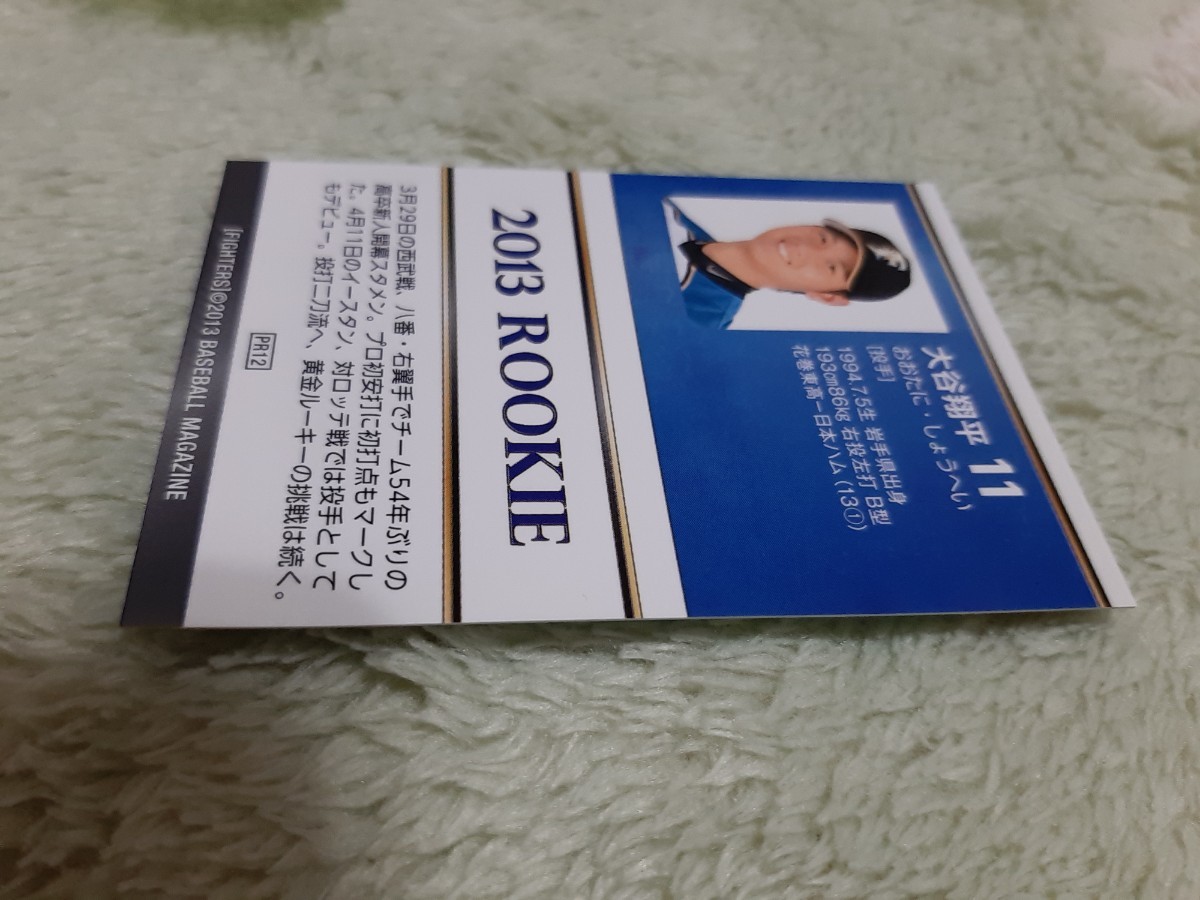 大谷翔平 11
おおたに・しょうへい
[投手]
1994.7.5生 岩手県出身
193cm86kg 右投左打 B型
花巻東高-日本ハム(13①)
2013 ROOKIE
3月29日の西武戦、八番・右翼手でチーム54年ぶりの
高卒新人開幕スタメン。プロ初安打に初打点もマークし
た。4月11日のイースタン、対ロッテ戦では投手として
もデビュー。投打二刀流へ、黄金ルーキーの挑戦は続く。
PR12
[FIGHTERS]©2013 BASEBALL MAGAZINE